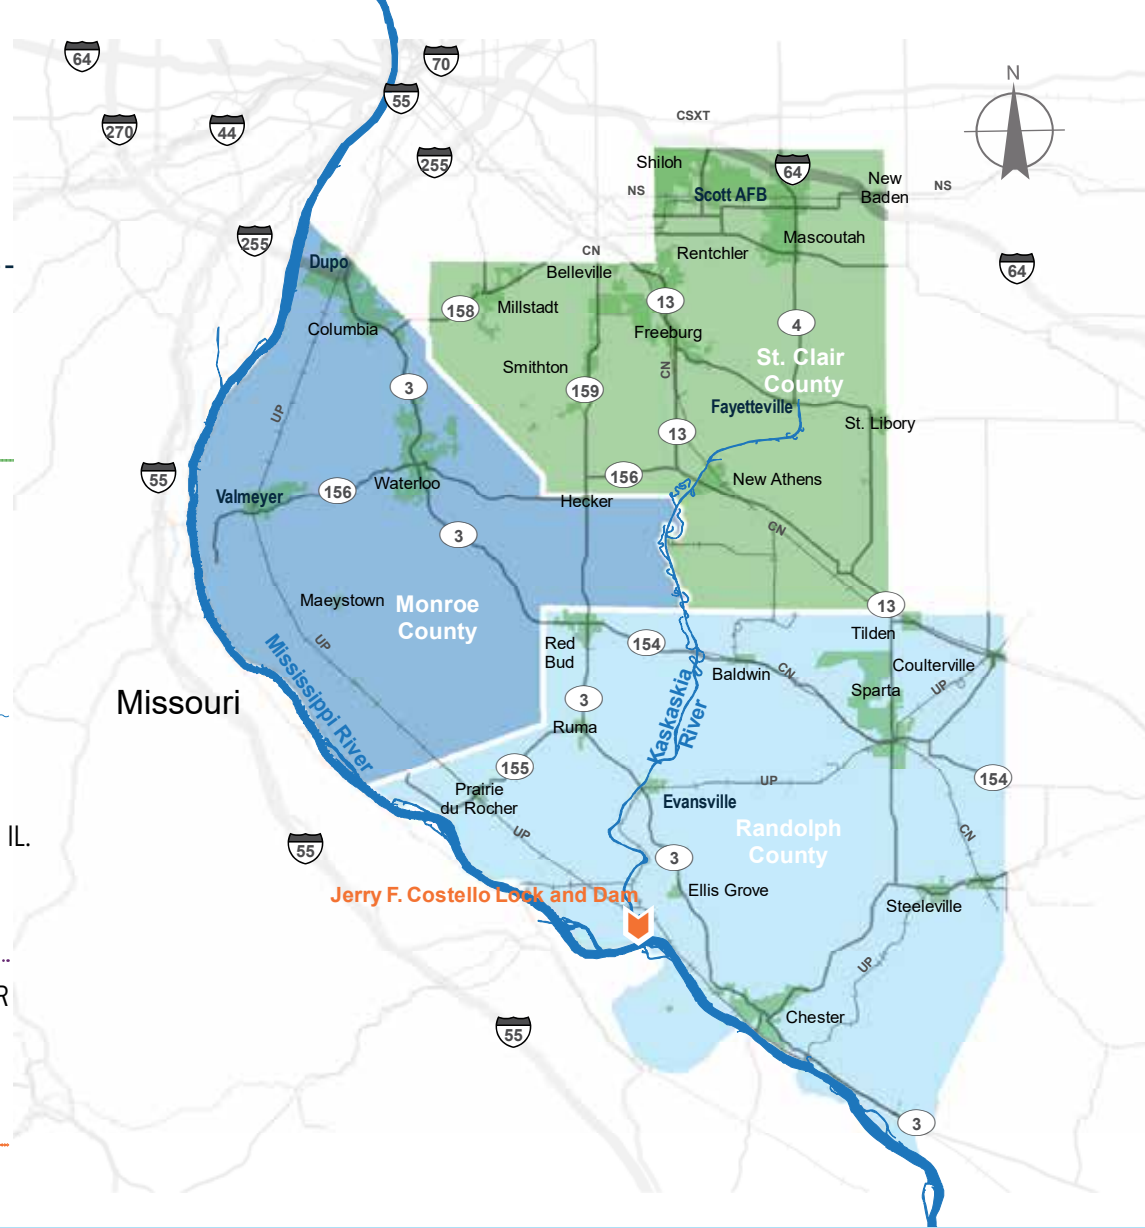 N
64
70
55
270
44
255
CSXT
Shiloh
64
NS
Scott AFB
New
Baden
NS
255
Mascoutah
CN
Rentchler
Dupo
Belleville
64
-
158
Millstadt
13
Columbia
Freeburg
4
St. Clair
County
Smithton
CN
3
159
Fayetteville
UP
St. Libory
13
55
156
New Athens
Valmeyer
156
Waterloo
Hecker
3
CN
Maeystown
Monroe
County
13
UP
Tilden
Red
Bud
154
Coulterville
Baldwin
CN
Sparta
UP
Mississippi River
Missouri
Kaskaskia
River
3
Ruma
155
UP
154
Prairie
du Rocher
Evansville
UP
Randolph
County
CN
IL.
55
3
Jerry F. Costello Lock and Dam
Ellis Grove
Steeleville
UP
R
Chester
55
3